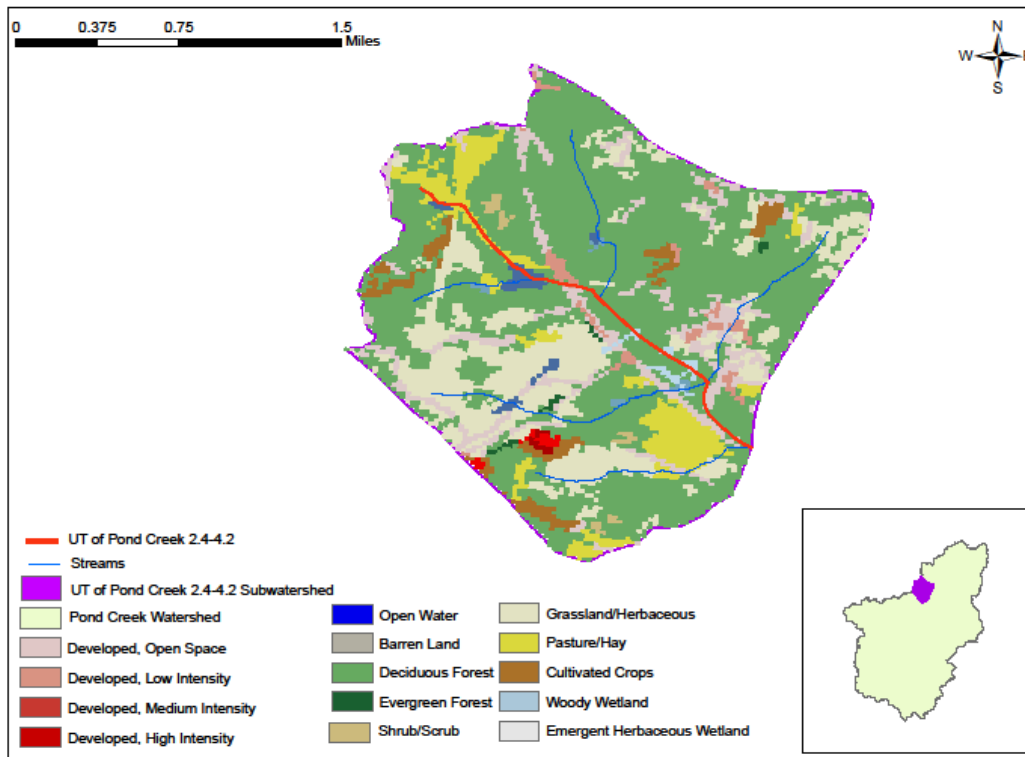 0 0.375 0.75 1.5
Miles
N
W E
S
UT of Pond Creek 2.4-4.2
Streams
UT of Pond Creek 2.4-4.2 Subwatershed
Pond Creek Watershed
Developed, Open Space
Developed, Low Intensity
Developed, Medium Intensity
Developed, High Intensity
Open Water
Barren Land
Deciduous Forest
Evergreen Forest
Shrub/Scrub
Grassland/Herbaceous
Pasture/Hay
Cultivated Crops
Woody Wetland
Emergent Herbaceous Wetland